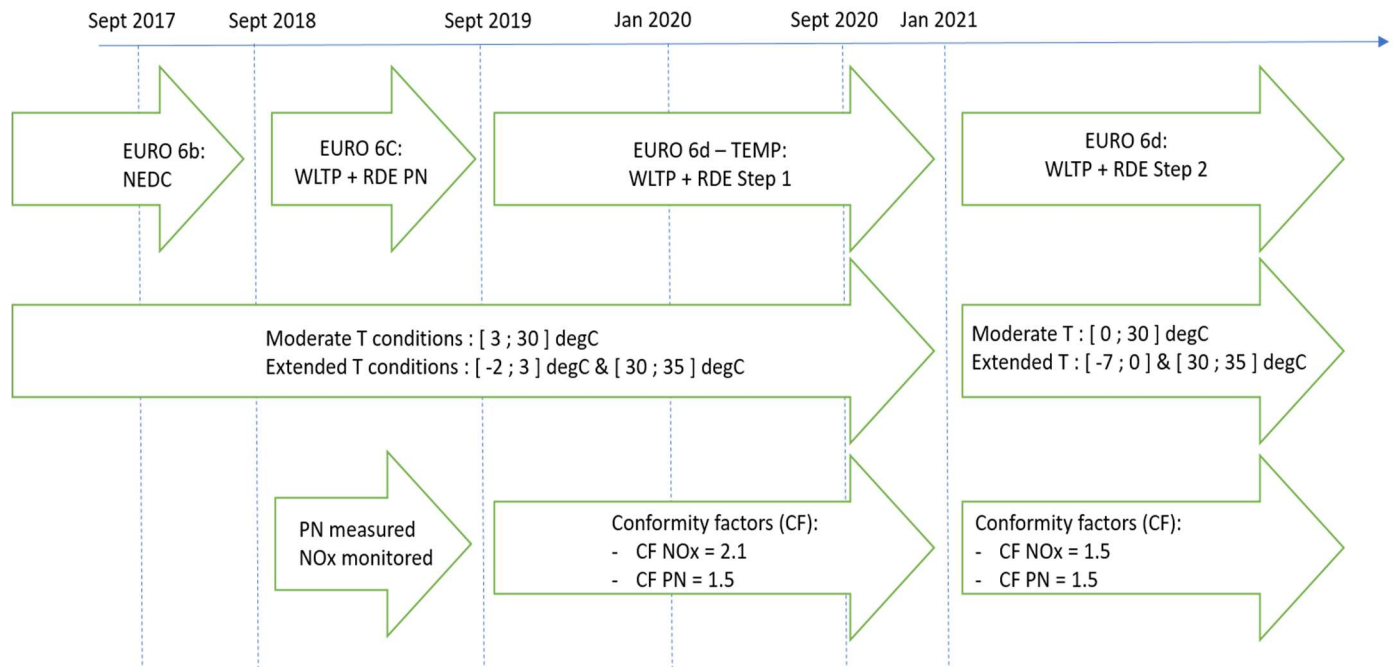 Sept 2017
Sept 2018
Sept 2019
Jan 2020
Sept 2020
Jan 2021
EURO 6b:
NEDC
EURO 6C:
WLTP + RDE PN
EURO 6d – TEMP:
WLTP + RDE Step 1
EURO 6d:
WLTP + RDE Step 2
Moderate T conditions : [ 3 ; 30 ] degC
Extended T conditions : [ -2 ; 3 ] degC & [ 30 ; 35 ] degC
Moderate T : [ 0 ; 30 ] degC
Extended T : [ -7 ; 0 ] & [ 30 ; 35 ] degC
PN measured
NOx monitored
Conformity factors (CF):
- CF NOx = 2.1
- CF PN = 1.5
Conformity factors (CF):
- CF NOx = 1.5
- CF PN = 1.5